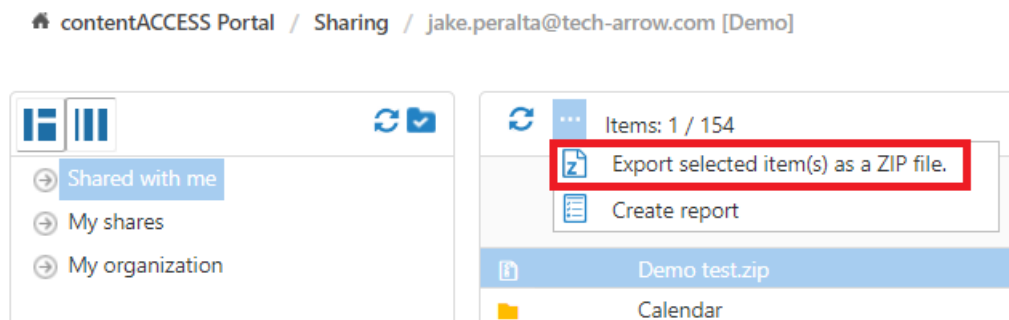 contentACCESS Portal / Sharing / jake.peralta@tech-arrow.com [Demo]
Items: 1 / 154
Export selected item(s) as a ZIP file.
Shared with me
Create report
My shares
My organization
Demo test.zip
Calendar